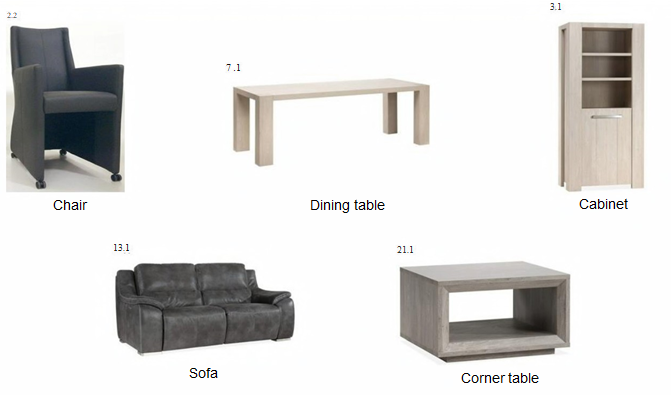 2.2
3.1
7.1
Chair
Dining table
Cabinet
13.1
21.1
Sofa
Corner table